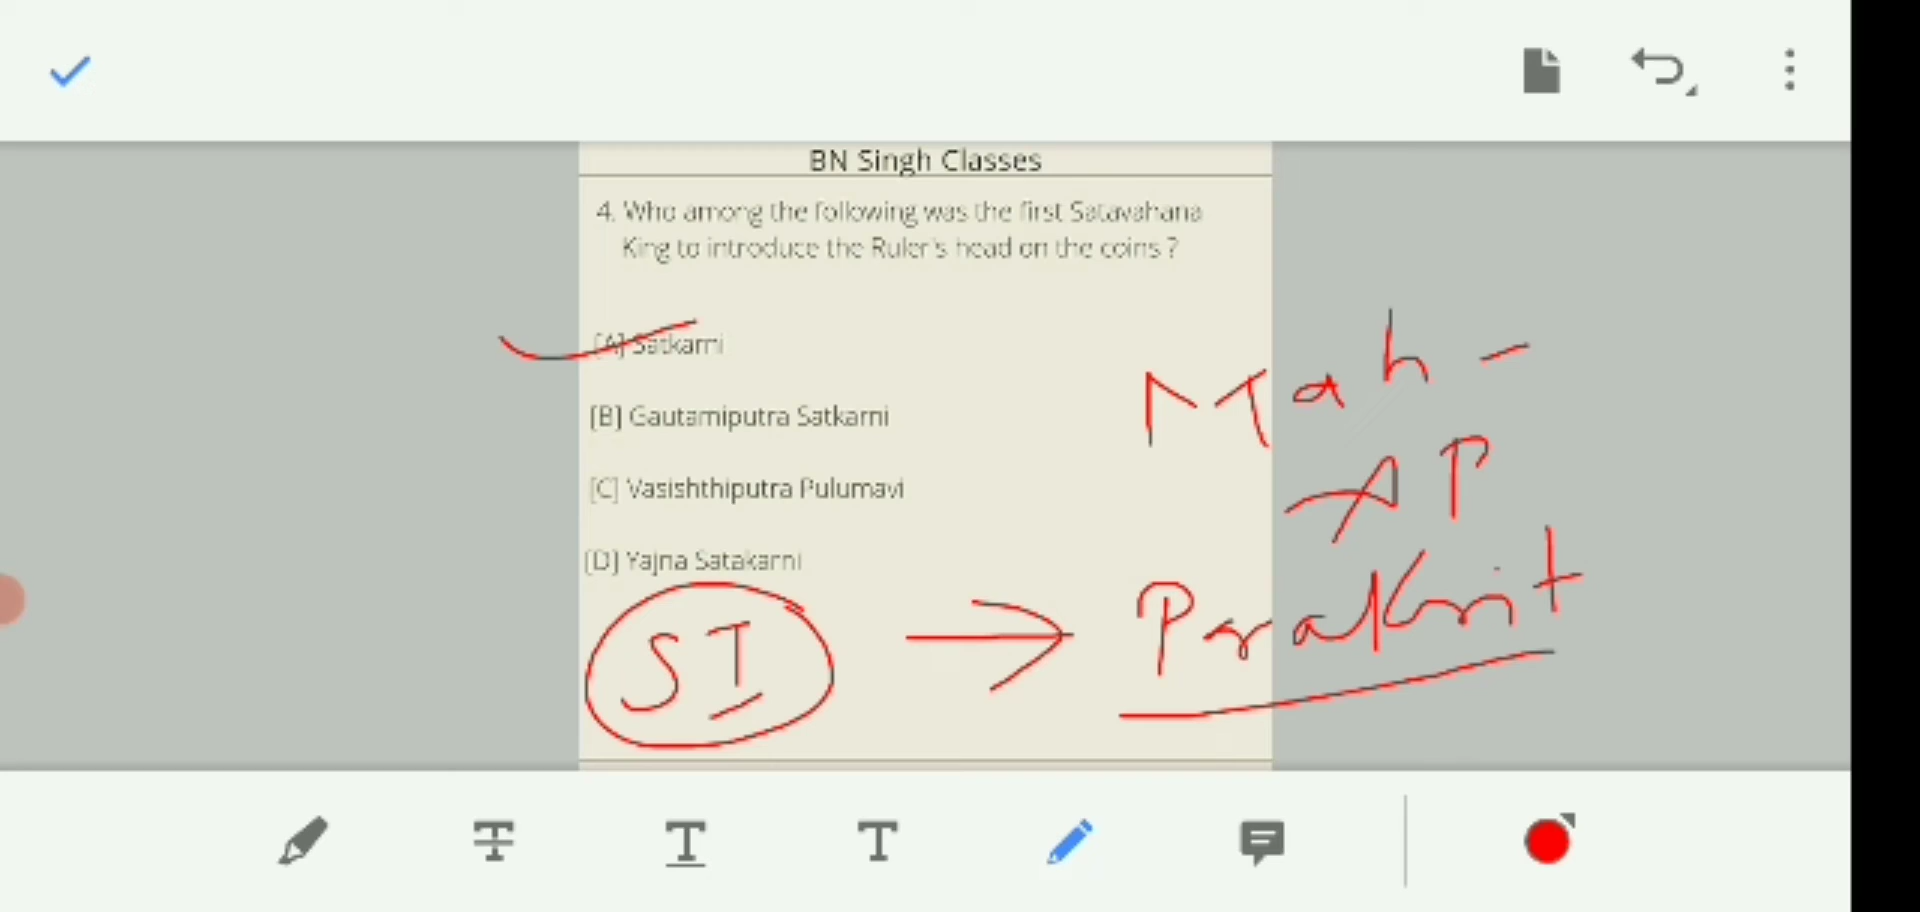 BN Singh Classes
4. Who among the following was the first Satavahana
King to introduce the Ruler's head on the coins ?
[A] Satkarni
[B] Gautamiputra Satkarni
[C] Vasishthiputra Pulumavi
[D] Yajna Satakarni
Mah -
AP
SI → Prakrit